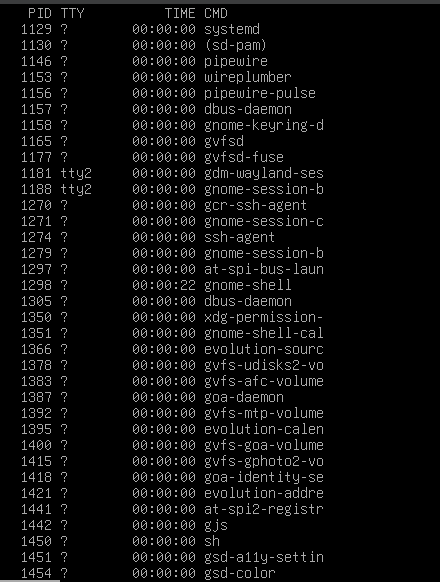 PID TTY TIME CMD
1129 ? 00:00:00 systemd
1130 ? 00:00:00 (sd-pam)
1146 ? 00:00:00 pipewire
1153 ? 00:00:00 wireplumber
1156 ? 00:00:00 pipewire-pulse
1157 ? 00:00:00 dbus-daemon
1158 ? 00:00:00 gnome-keyring-d
1165 ? 00:00:00 gvfsd
1177 ? 00:00:00 gvfsd-fuse
1181 tty2 00:00:00 gdm-wayland-ses
1188 tty2 00:00:00 gnome-session-b
1270 ? 00:00:00 gcr-ssh-agent
1271 ? 00:00:00 gnome-session-c
1274 ? 00:00:00 ssh-agent
1279 ? 00:00:00 gnome-session-b
1297 ? 00:00:00 at-spi-bus-laun
1298 ? 00:00:22 gnome-shell
1305 ? 00:00:00 dbus-daemon
1350 ? 00:00:00 xdg-permission-
1351 ? 00:00:00 gnome-shell-cal
1366 ? 00:00:00 evolution-sourc
1378 ? 00:00:00 gvfs-udisks2-vo
1383 ? 00:00:00 gvfs-afc-volume
1387 ? 00:00:00 goa-daemon
1392 ? 00:00:00 gvfs-mtp-volume
1395 ? 00:00:00 evolution-calen
1400 ? 00:00:00 gvfs-goa-volume
1415 ? 00:00:00 gvfs-gphoto2-vo
1418 ? 00:00:00 goa-identity-se
1421 ? 00:00:00 evolution-addre
1441 ? 00:00:00 at-spi2-registr
1442 ? 00:00:00 gjs
1450 ? 00:00:00 sh
1451 ? 00:00:00 gsd-a11y-settin
1454 ? 00:00:00 gsd-color